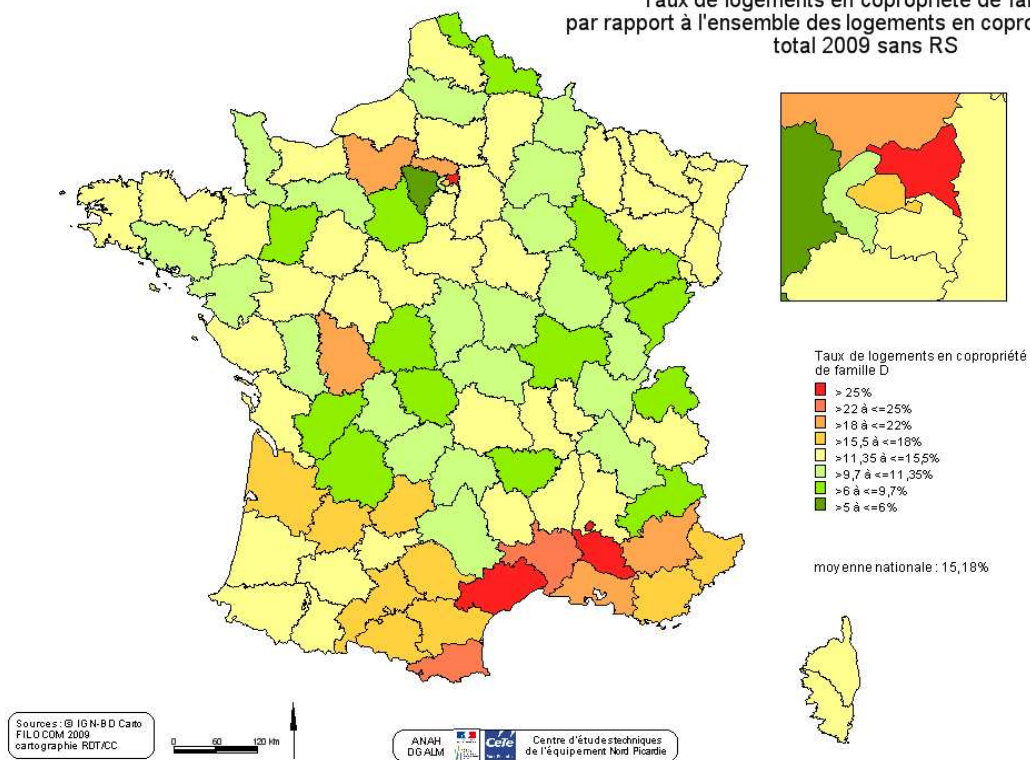 Taux de logements en copropriété de
par rapport à l'ensemble des logements en
total 2009 sans RS
Taux de logements en copropriété
de famille D
> 25%
>22 à <=25%
>18 à <=22%
>15,5 à <=18%
>11,35 à <=15,5%
>9,7 à <=11,35%
>6 à <=9,7%
>5 à <=6%
moyenne nationale : 15,18%
Sources : © IGN-BD Carto
FILOCOM 2009
cartographie RDT/CC
0 60 120 km
ANAH
DGALM
CeTe
Centre d'études techniques
de l'équipement Nord Picardie